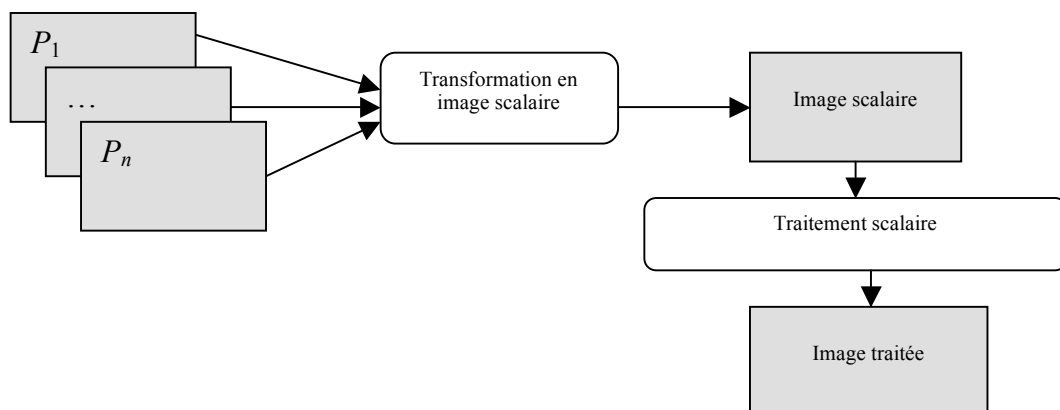 P1
…
Pn
Transformation en
image scalaire
Image scalaire
Traitement scalaire
Image traitée